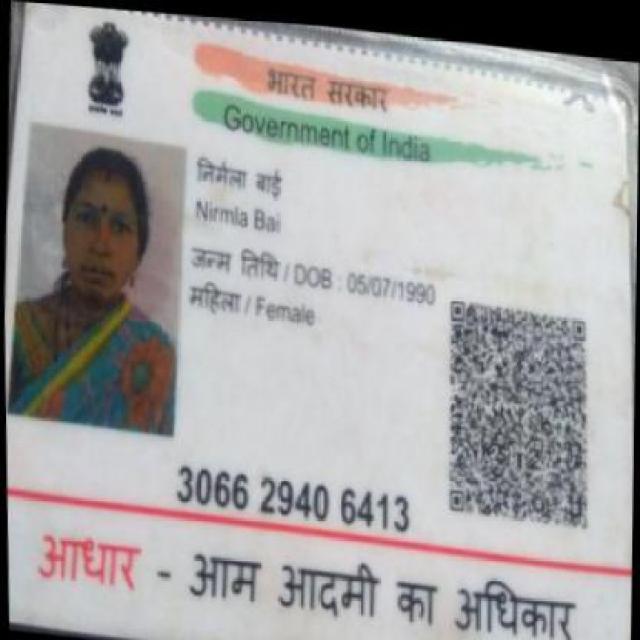 भारत सरकार
Government of India
निर्मला बाई
Nirmla Bai
जन्म तिथि / DOB : 05/07/1990
महिला / Female
3066 2940 6413
आधार - आम आदमी का अधिकार